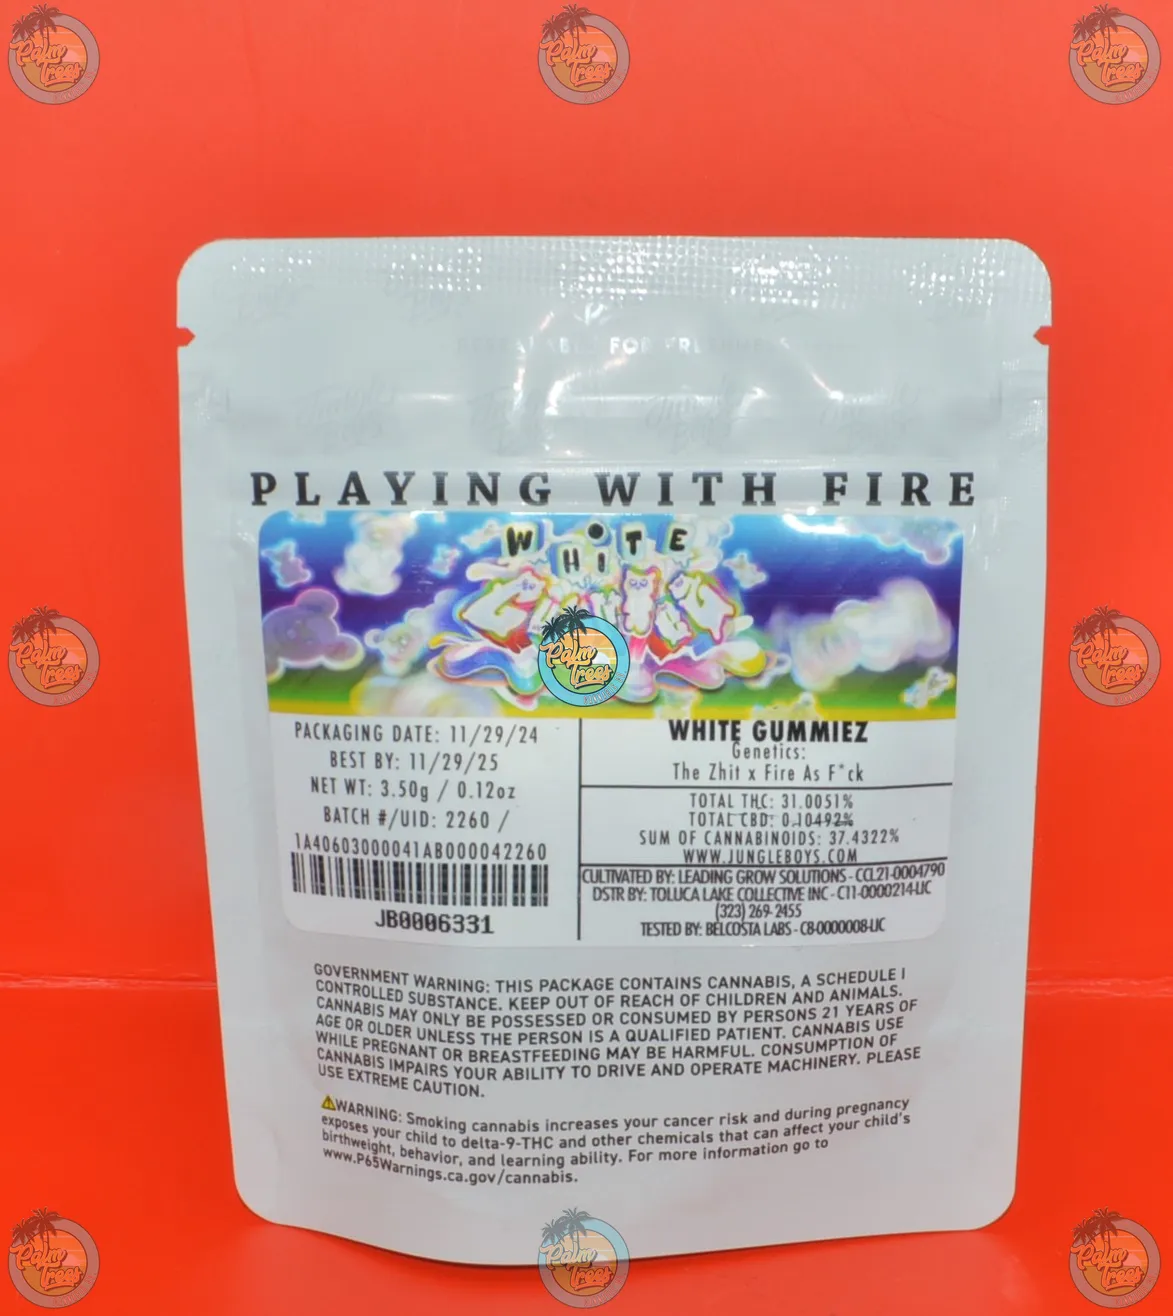 PLAYING WITH FIRE
WHITE
GUMMY
Palm Trees
PACKAGING DATE: 11/29/24
BEST BY: 11/29/25
NET WT: 3.50g / 0.12oz
BATCH #/UID: 2260 /
1A40603000041AB000042260
JB0006331
WHITE GUMMIEZ
Genetics:
The Zhit x Fire As F*ck
TOTAL THC: 31.0051%
TOTAL CBD: 0.10492%
SUM OF CANNABINOIDS: 37.4322%
WWW.JUNGLEBOYS.COM
CULTIVATED BY: LEADING GROW SOLUTIONS - CCL21-0004790
DSTR BY: TOLUCA LAKE COLLECTIVE INC - C11-0000214-LIC
(323) 269-2455
TESTED BY: BELCOSTA LABS - C8-0000008-LIC
GOVERNMENT WARNING: THIS PACKAGE CONTAINS CANNABIS, A SCHEDULE I
CONTROLLED SUBSTANCE. KEEP OUT OF REACH OF CHILDREN AND ANIMALS.
CANNABIS MAY ONLY BE POSSESSED OR CONSUMED BY PERSONS 21 YEARS OF
AGE OR OLDER UNLESS THE PERSON IS A QUALIFIED PATIENT. CANNABIS USE
WHILE PREGNANT OR BREASTFEEDING MAY BE HARMFUL. CONSUMPTION OF
CANNABIS IMPAIRS YOUR ABILITY TO DRIVE AND OPERATE MACHINERY. PLEASE
USE EXTREME CAUTION.
WARNING: Smoking cannabis increases your cancer risk and during pregnancy
exposes your child to delta-9-THC and other chemicals that can affect your child's
birthweight, behavior, and learning ability. For more information go to
www.P65Warnings.ca.gov/cannabis.